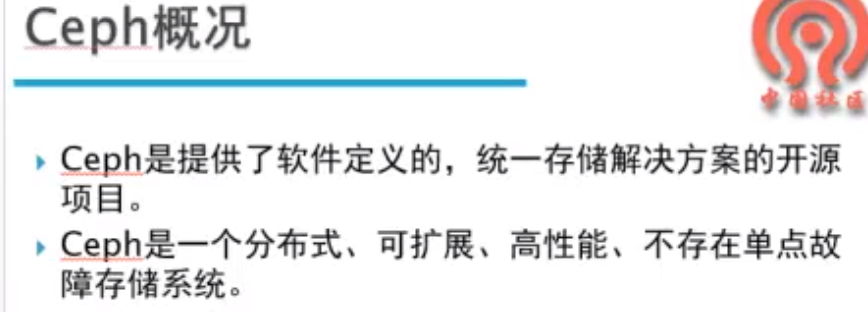 Ceph概况
中国社区
Ceph是提供了软件定义的，统一存储解决方案的开源
项目。
Ceph是一个分布式、可扩展、高性能、不存在单点故
障存储系统。